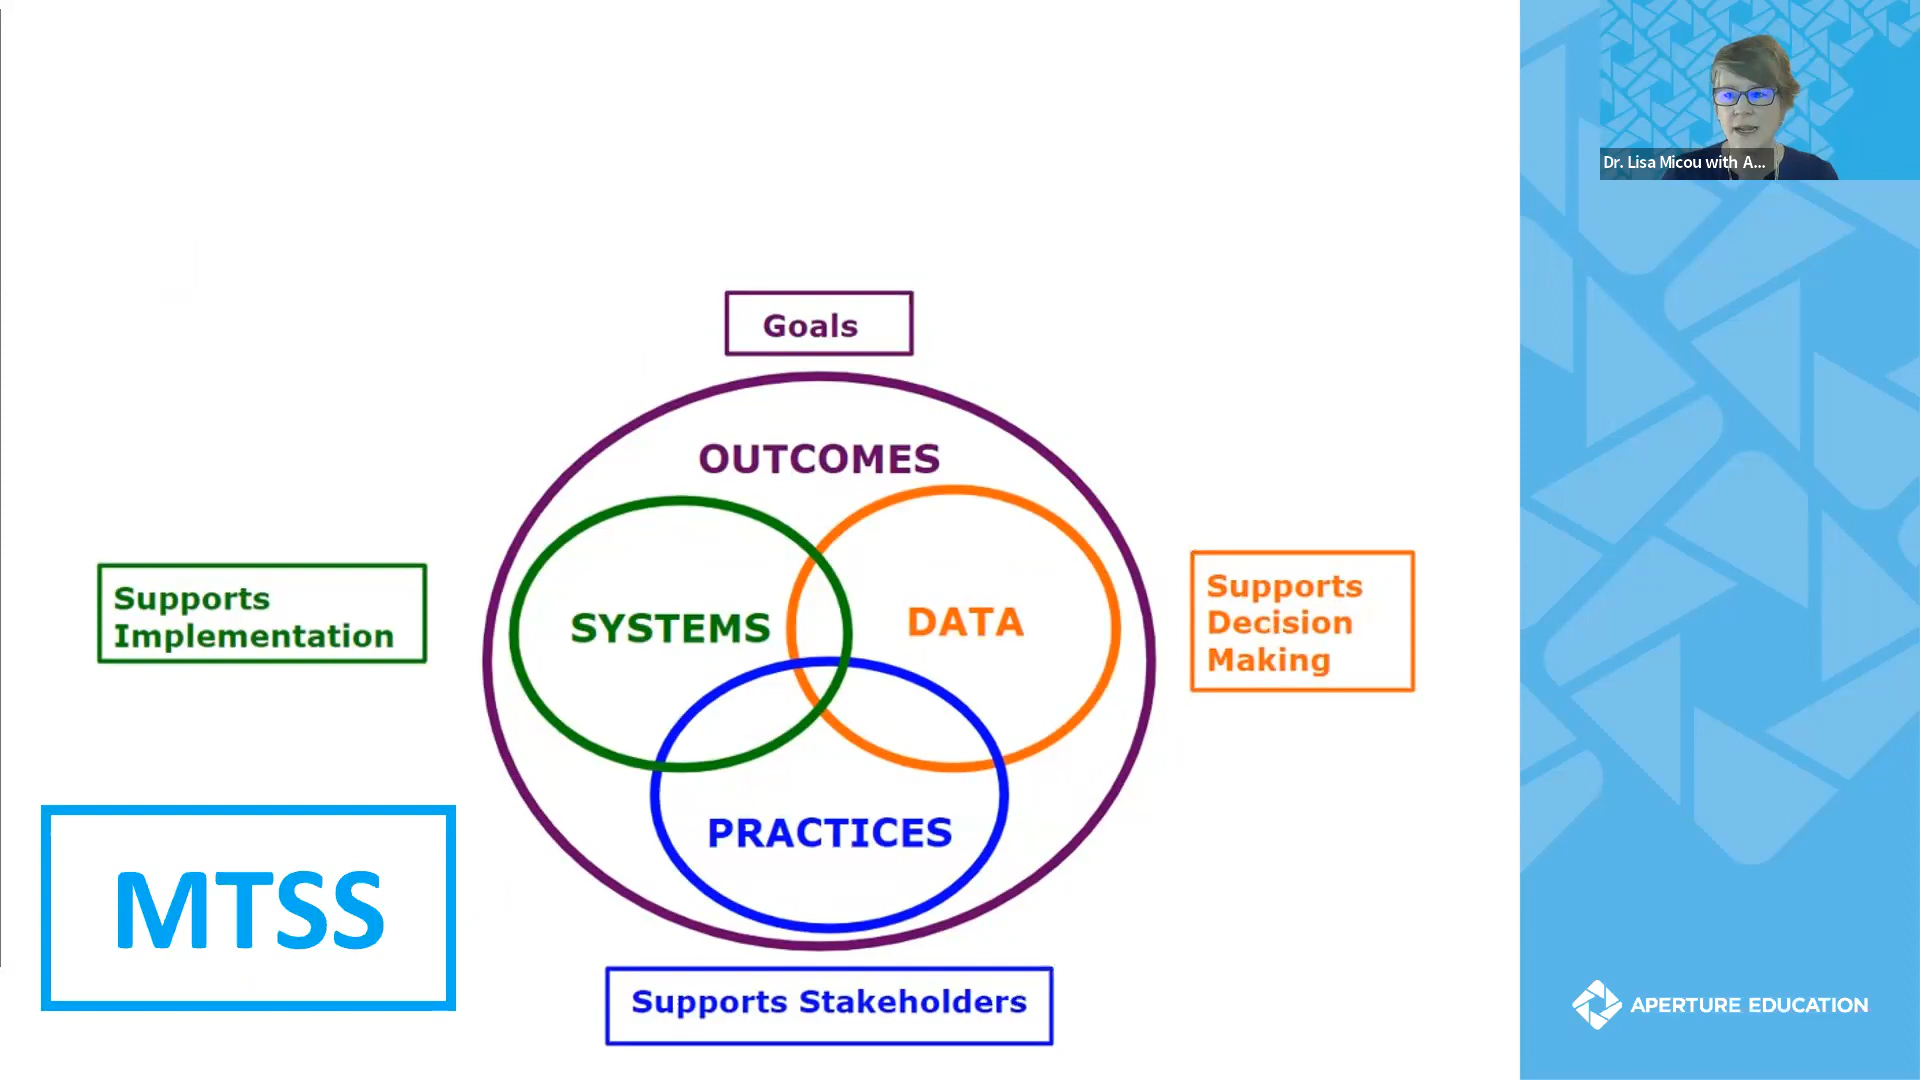 Dr. Lisa Micou with A...
Goals
OUTCOMES
SYSTEMS
DATA
PRACTICES
Supports
Implementation
Supports
Decision
Making
MTSS
Supports Stakeholders
APERTURE EDUCATION